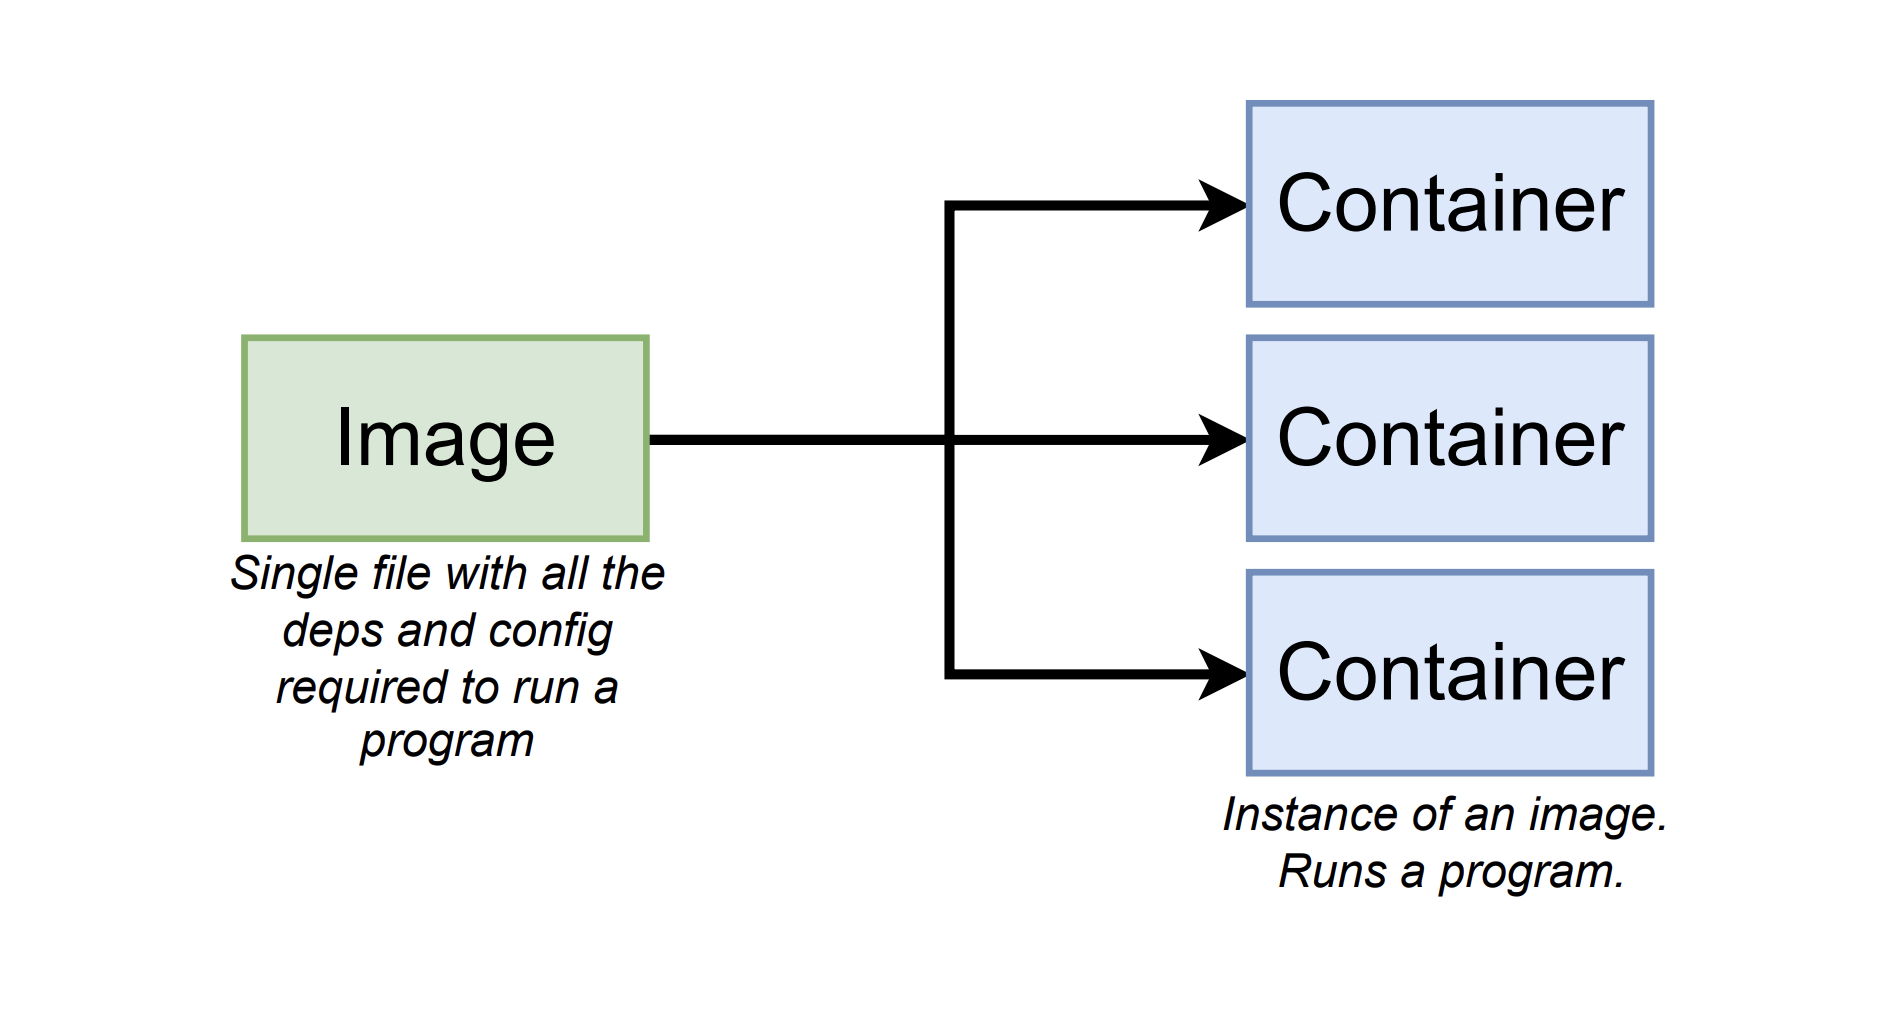 Image
Single file with all the
deps and config
required to run a
program
Container
Container
Container
Instance of an image.
Runs a program.